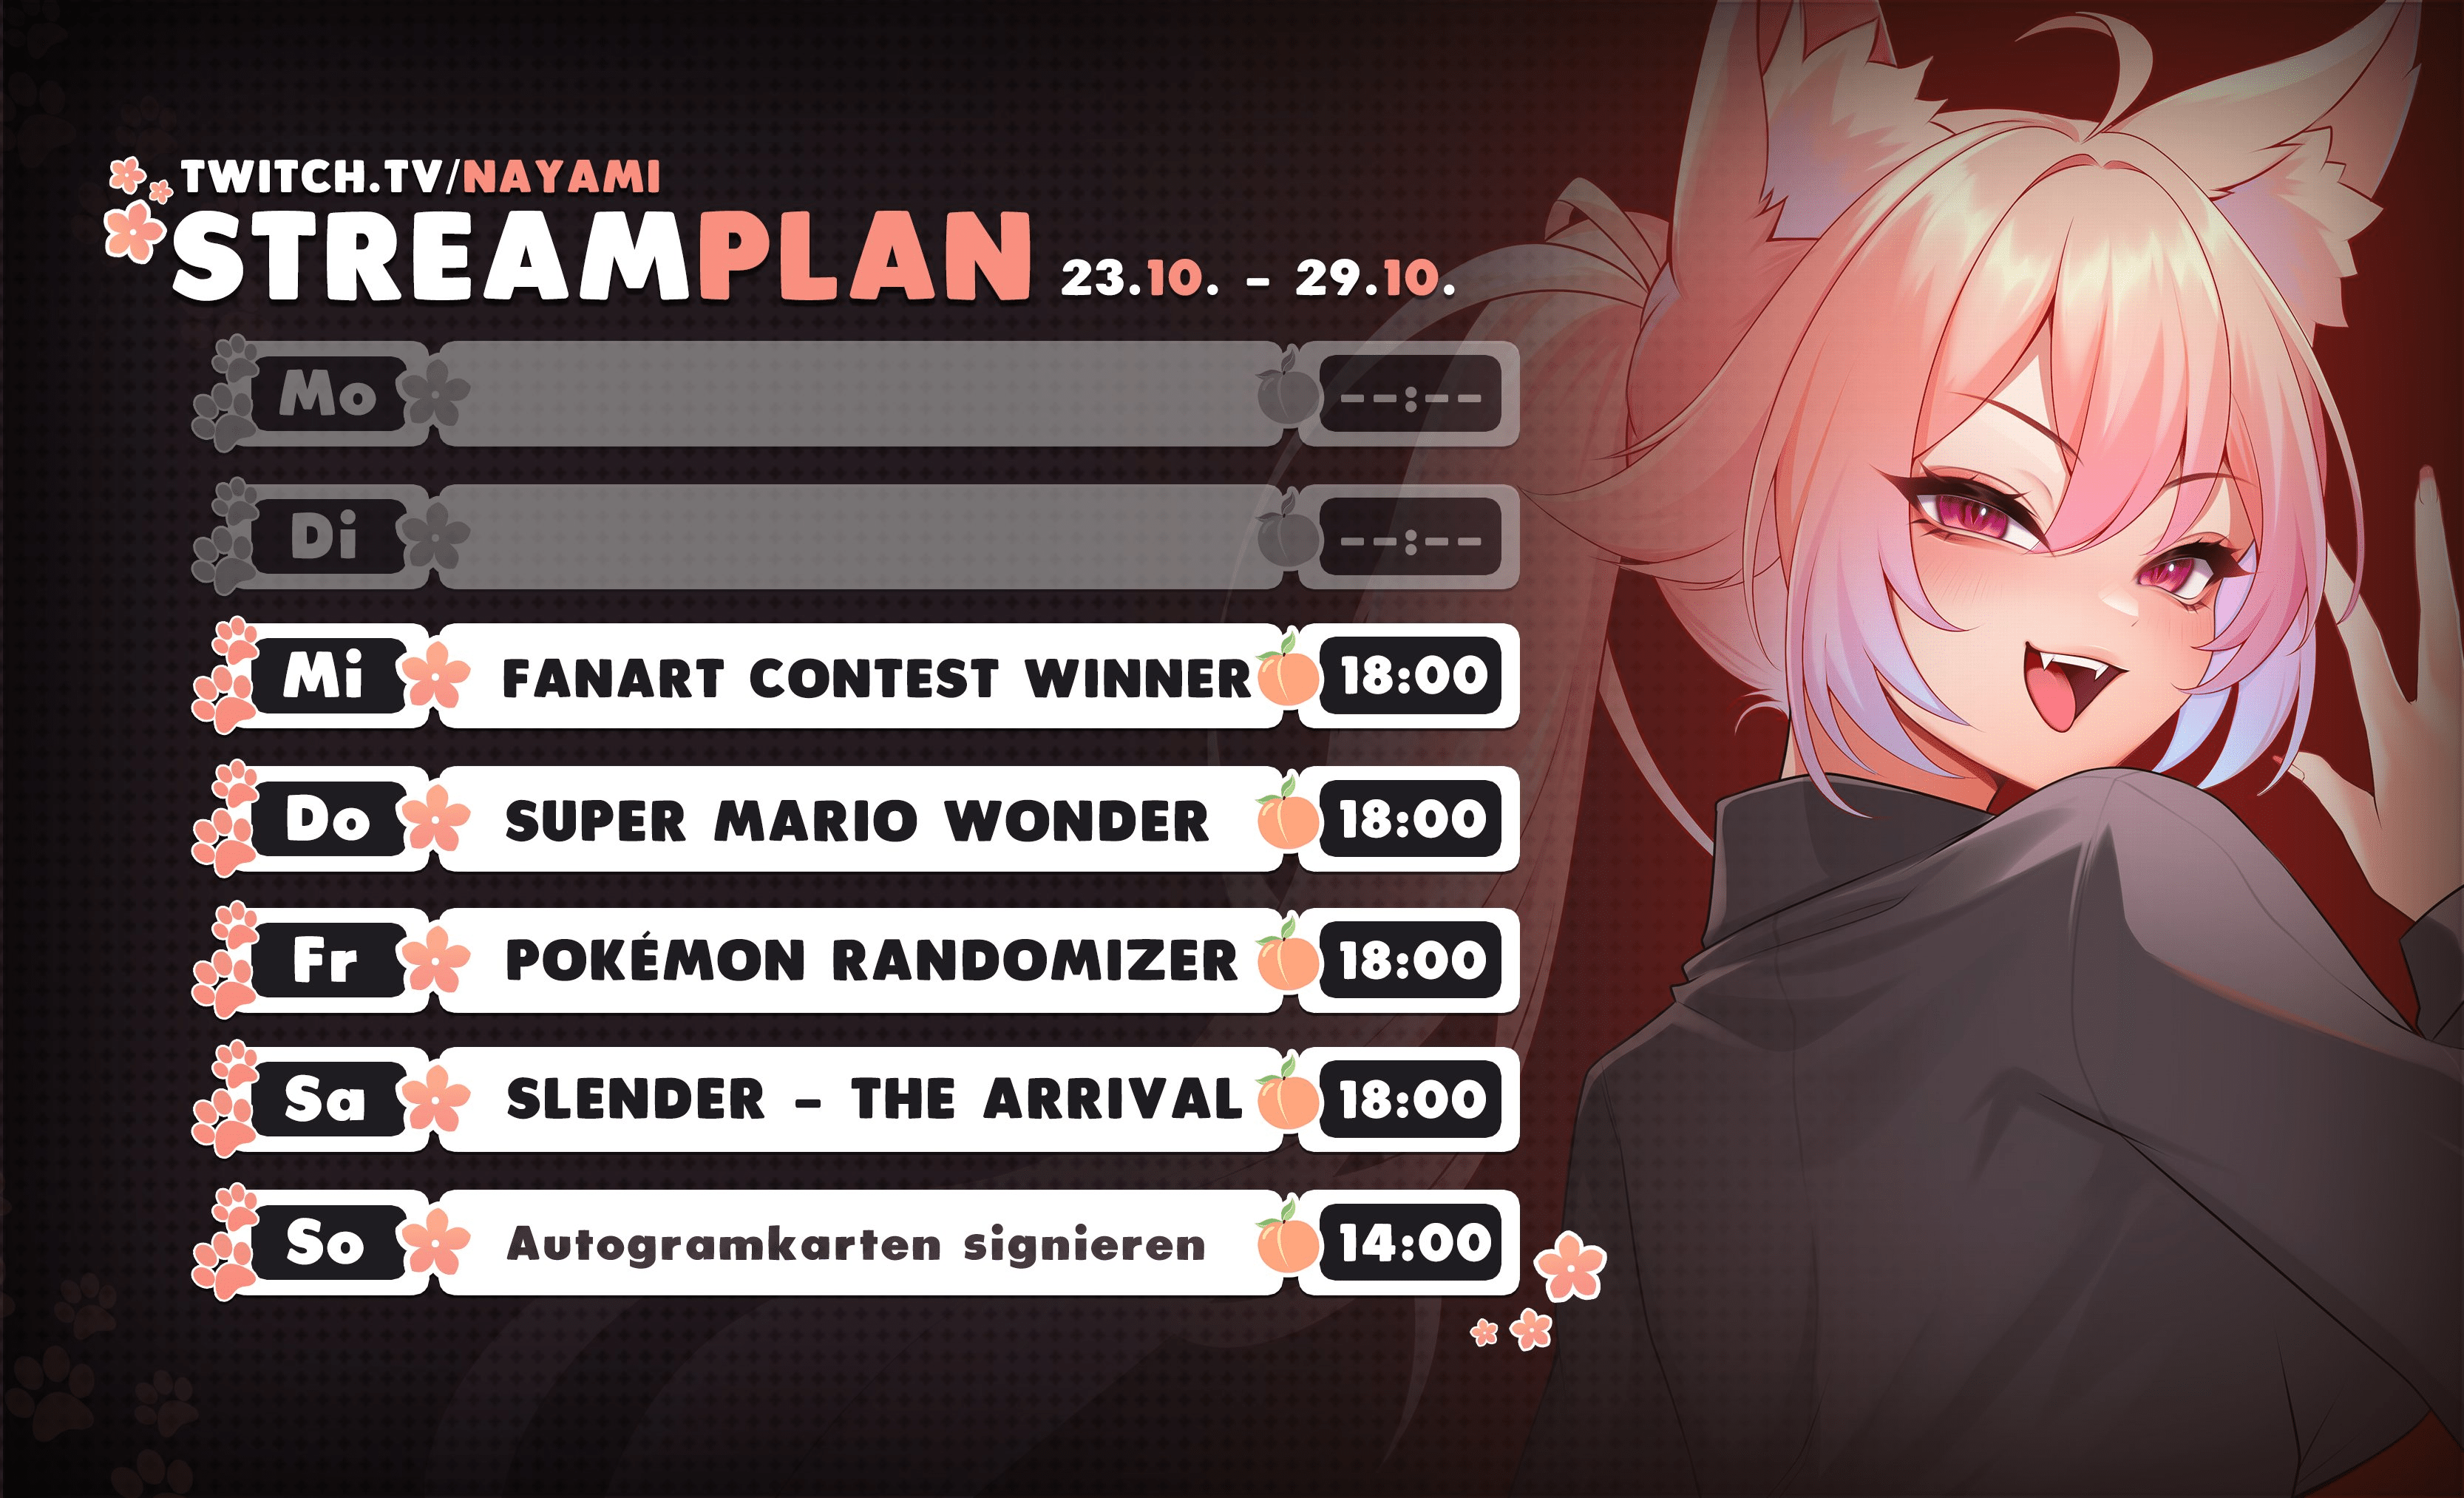 TWITCH.TV/NAYAMI
STREAMPLAN 23.10. – 29.10.
Mo --:--
Di --:--
Mi FANART CONTEST WINNER 18:00
Do SUPER MARIO WONDER 18:00
Fr POKÉMON RANDOMIZER 18:00
Sa SLENDER – THE ARRIVAL 18:00
So Autogramkarten signieren 14:00